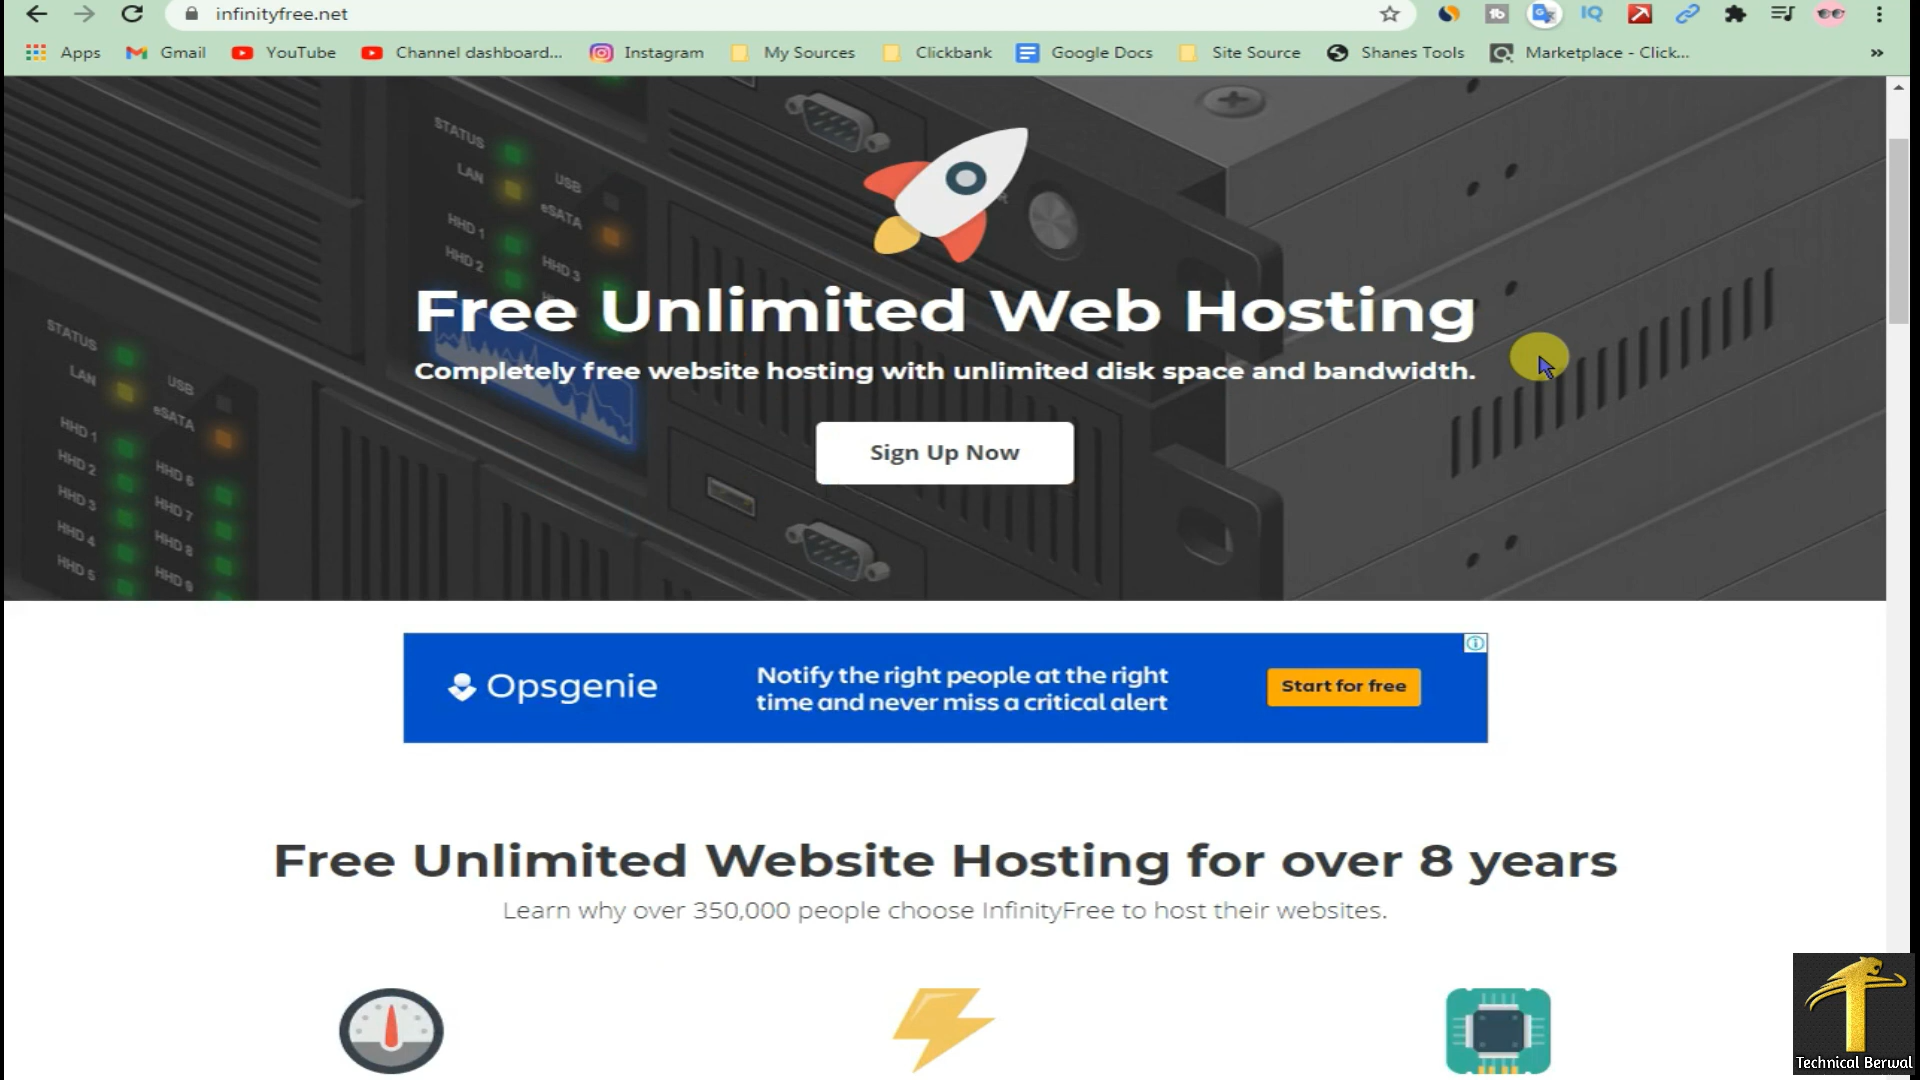 infinityfree.net
Apps Gmail YouTube Channel dashboard... Instagram My Sources Clickbank Google Docs Site Source Shanes Tools Marketplace - Click... »
STATUS
LAN
USB
eSATA
HHD 1
HHD 2
HHD 3
Free Unlimited Web Hosting
Completely free website hosting with unlimited disk space and bandwidth.
Sign Up Now
STATUS
LAN
USB
eSATA
HHD 1
HHD 2
HHD 3
HHD 4
HHD 5
HHD 6
HHD 7
HHD 8
HHD 9
Opsgenie
Notify the right people at the right
time and never miss a critical alert
Start for free
Free Unlimited Website Hosting for over 8 years
Learn why over 350,000 people choose InfinityFree to host their websites.
Technical Berwal